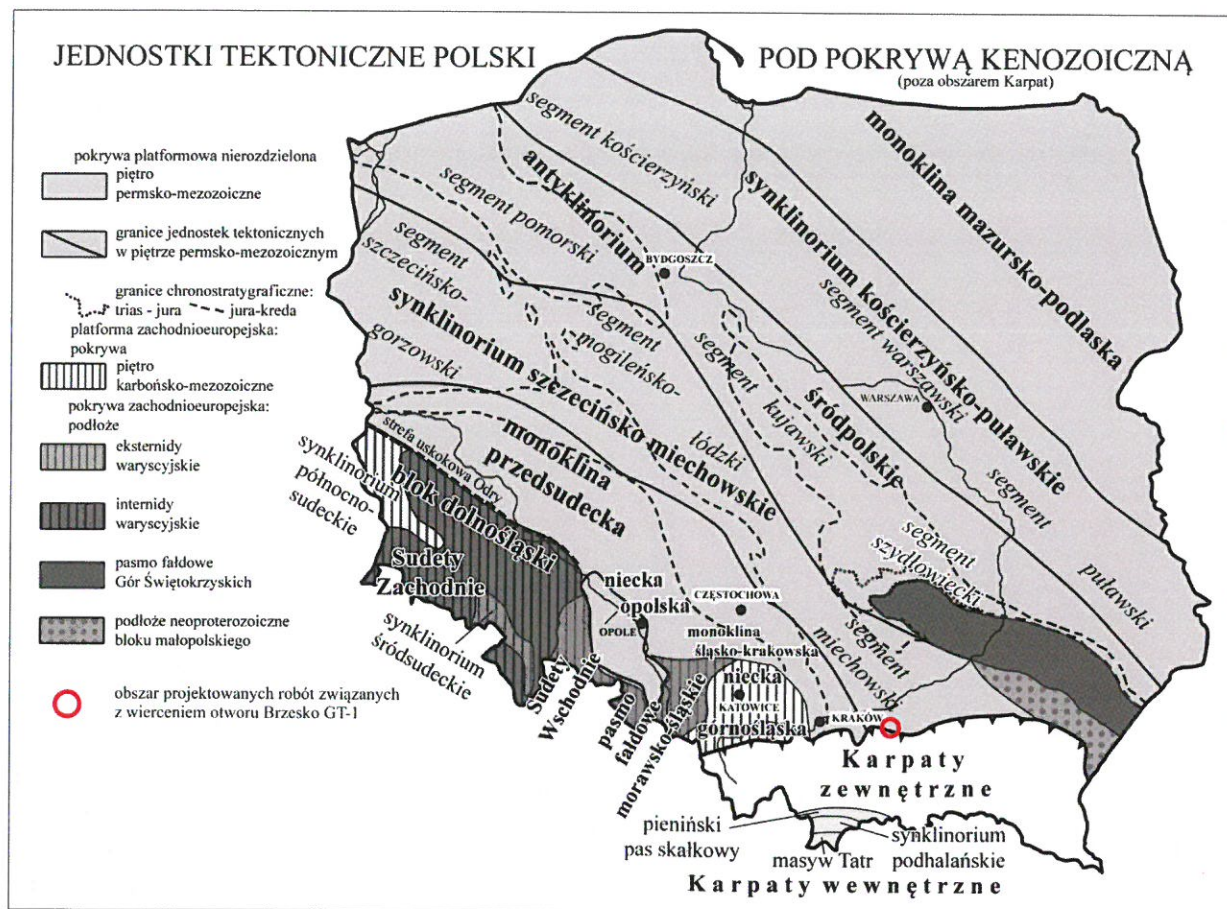 JEDNOSTKI TEKTONICZNE POLSKI
POD POKRYWĄ KENOZOICZNĄ
(poza obszarem Karpat)
pokrywa platformowa nierozdzielona
piętro
permsko-mezozoiczne
granice jednostek tektonicznych
w piętrze permsko-mezozoicznym
granice chronostratygraficzne:
trias - jura
jura-kreda
platforma zachodnioeuropejska:
pokrywa
piętro
karbońsko-mezozoiczne
pokrywa zachodnioeuropejska:
podłoże
eksternidy
waryscyjskie
internidy
waryscyjskie
pasmo fałdowe
Gór Świętokrzyskich
podłoże neoproterozoiczne
bloku małopolskiego
obszar projektowanych robót związanych
z wierceniem otworu Brzesko GT-1
segment kościerzyński
monoklina mazursko-podlaska
antyklinorium
segment pomorski
synklinorium kościerzyńsko-puławskie
segment warszawski
segment
puławski
BYDGOSZCZ
segment
szczecińsko-
gorzowski
synklinorium szczecińsko-miechowskie
segment
mogileńsko-
łódzki
segment
kujawski
śródpolskie
WARSZAWA
segment
szydłowiecki
monoklina
przedsudecka
strefa uskokowa Odry
synklinorium
północno-
sudeckie
blok dolnośląski
Sudety
Zachodnie
synklinorium
śródsudeckie
Sudety
Wschodnie
niecka
opolska
OPOLE
CZĘSTOCHOWA
monoklina
śląsko-krakowska
segment
miechowski
pasmo
fałdowe
morawsko-śląskie
niecka
KATOWICE
górnośląska
KRAKÓW
Karpaty
zewnętrzne
pieniński
pas skałkowy
masyw Tatr
synklinorium
podhalańskie
Karpaty wewnętrzne